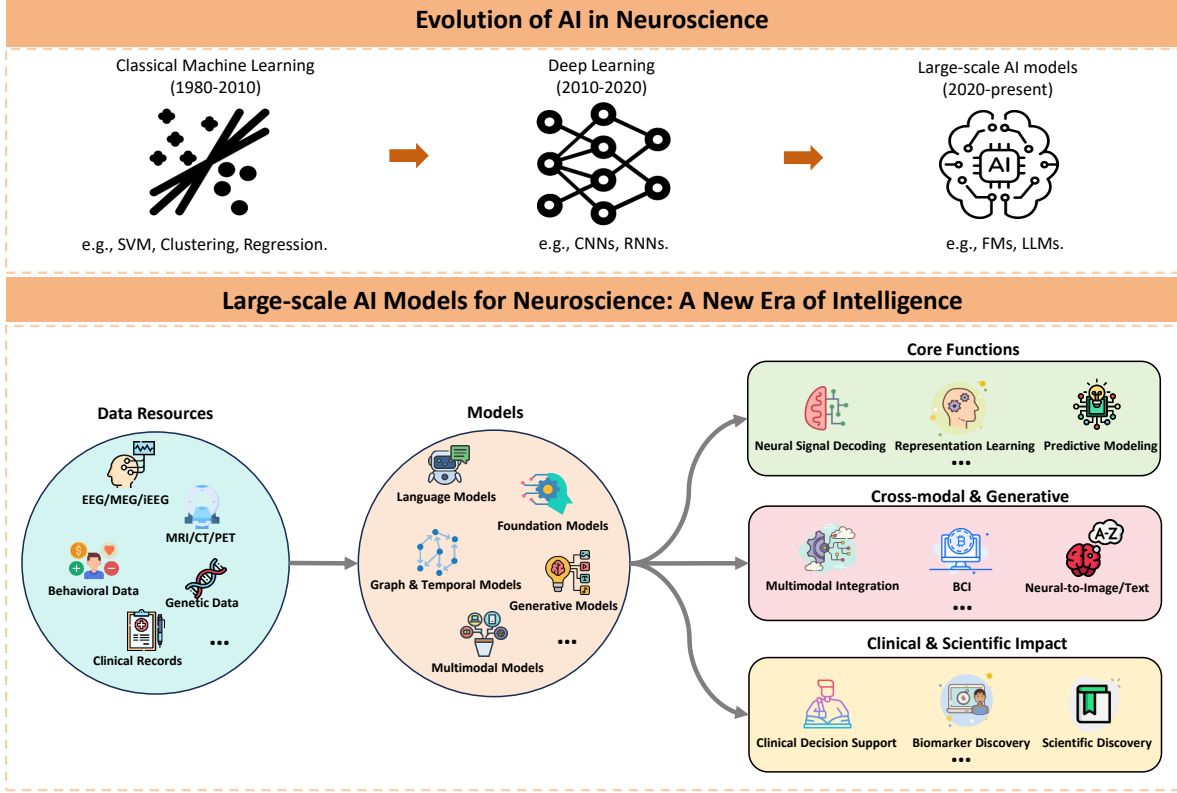 Evolution of AI in Neuroscience
Classical Machine Learning
(1980-2010)
e.g., SVM, Clustering, Regression.
Deep Learning
(2010-2020)
e.g., CNNs, RNNs.
Large-scale AI models
(2020-present)
AI
e.g., FMs, LLMs.
Large-scale AI Models for Neuroscience: A New Era of Intelligence
Data Resources
EEG/MEG/iEEG
MRI/CT/PET
Behavioral Data
Genetic Data
Clinical Records
...
Models
Language Models
Foundation Models
Graph & Temporal Models
Generative Models
Multimodal Models
...
Core Functions
Neural Signal Decoding
Representation Learning
Predictive Modeling
...
Cross-modal & Generative
A-Z
Multimodal Integration
BCI
Neural-to-Image/Text
...
Clinical & Scientific Impact
Clinical Decision Support
Biomarker Discovery
Scientific Discovery
...